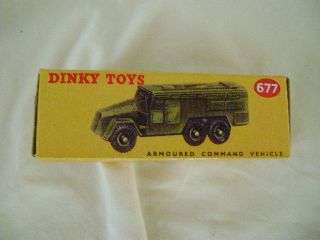 DINKY TOYS
677
ARMOURED COMMAND VEHICLE